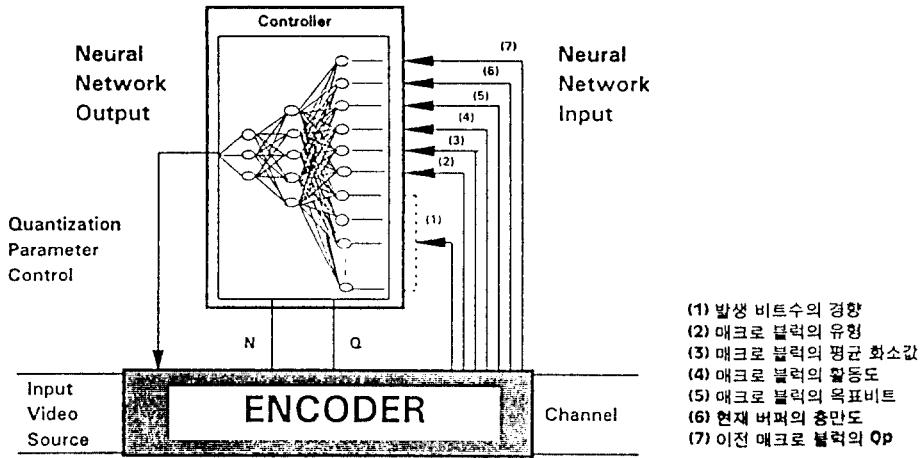 Controller
Neural
Network
Output
(7)
(6)
(5)
(4)
(3)
(2)
(1)
Neural
Network
Input
Quantization
Parameter
Control
N
Q
Input
Video
Source
ENCODER
Channel
(1) 발생 비트수의 경향
(2) 매크로 블럭의 유형
(3) 매크로 블럭의 평균 화소값
(4) 매크로 블럭의 활동도
(5) 매크로 블럭의 목표비트
(6) 현재 버퍼의 충만도
(7) 이전 매크로 블럭의 Qp